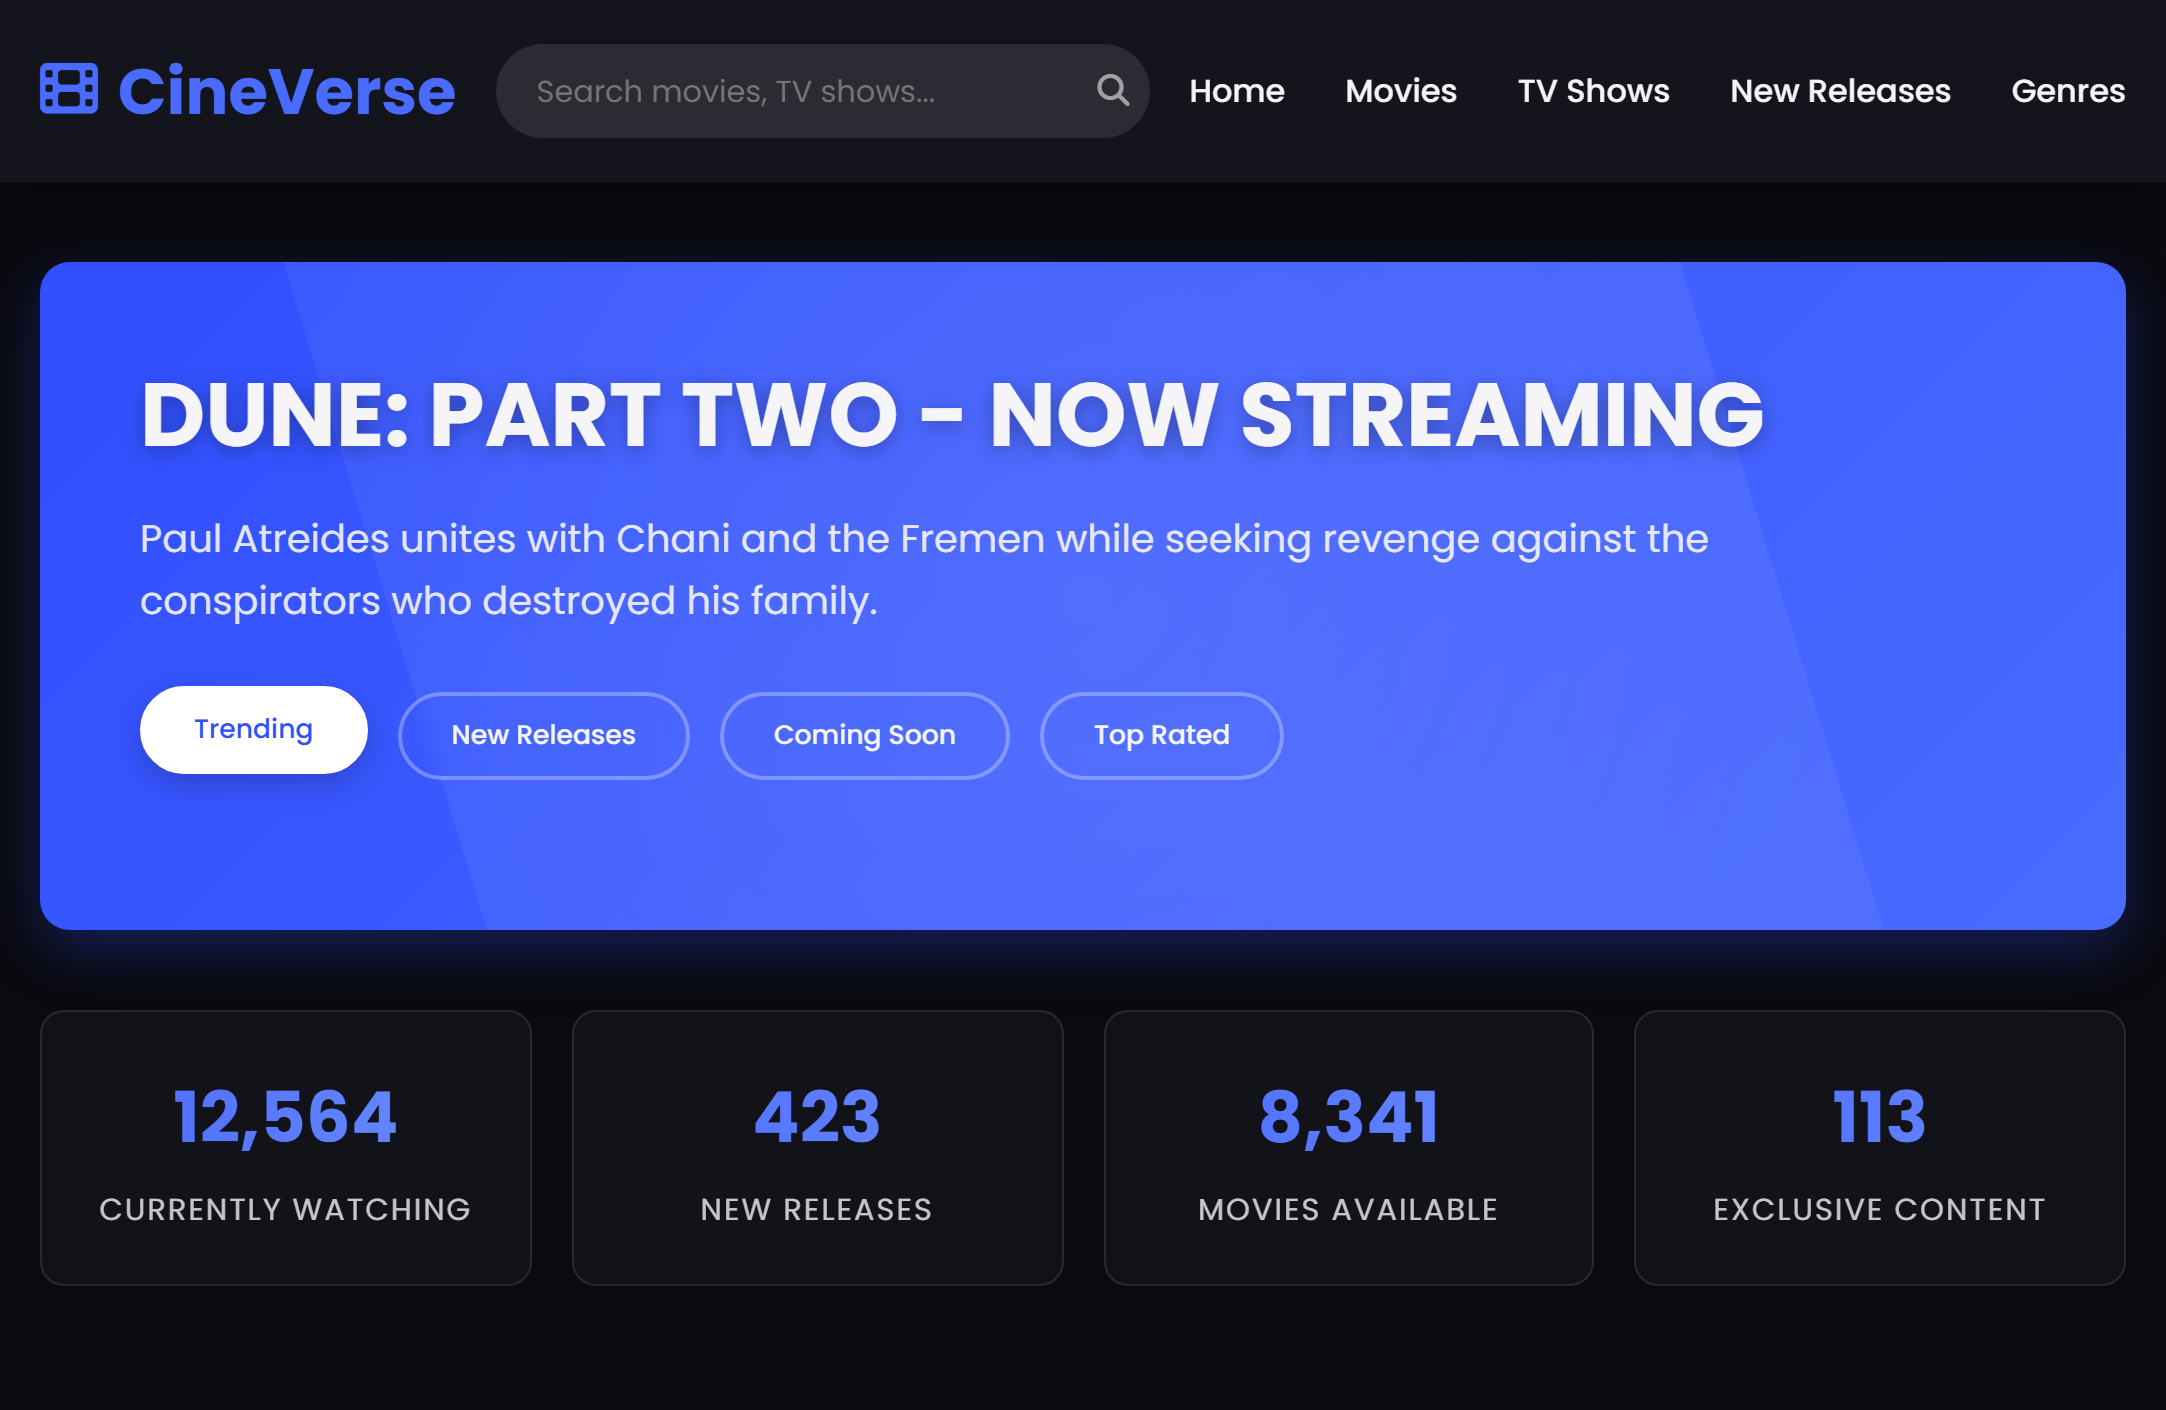 CineVerse
Search movies, TV shows...
Home
Movies
TV Shows
New Releases
Genres
DUNE: PART TWO - NOW STREAMING
Paul Atreides unites with Chani and the Fremen while seeking revenge against the
conspirators who destroyed his family.
Trending
New Releases
Coming Soon
Top Rated
12,564
CURRENTLY WATCHING
423
NEW RELEASES
8,341
MOVIES AVAILABLE
113
EXCLUSIVE CONTENT